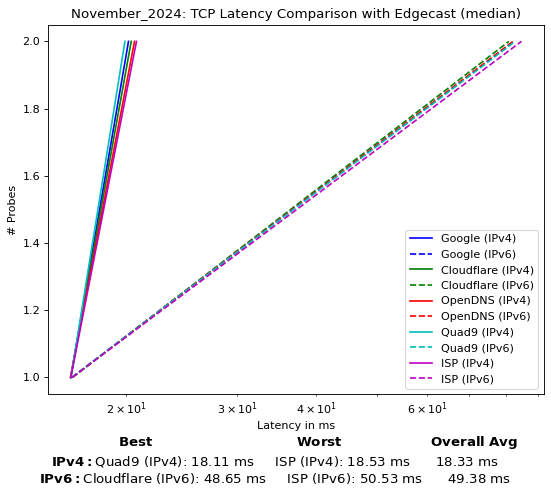 November_2024: TCP Latency Comparison with Edgecast (median)
2.0
1.8
1.6
1.4
1.2
1.0
# Probes
Google (IPv4)
Google (IPv6)
Cloudflare (IPv4)
Cloudflare (IPv6)
OpenDNS (IPv4)
OpenDNS (IPv6)
Quad9 (IPv4)
Quad9 (IPv6)
ISP (IPv4)
ISP (IPv6)
2 × 10¹ 3 × 10¹ 4 × 10¹ 6 × 10¹
Latency in ms
Best Worst Overall Avg
IPv4: Quad9 (IPv4): 18.11 ms ISP (IPv4): 18.53 ms 18.33 ms
IPv6: Cloudflare (IPv6): 48.65 ms ISP (IPv6): 50.53 ms 49.38 ms